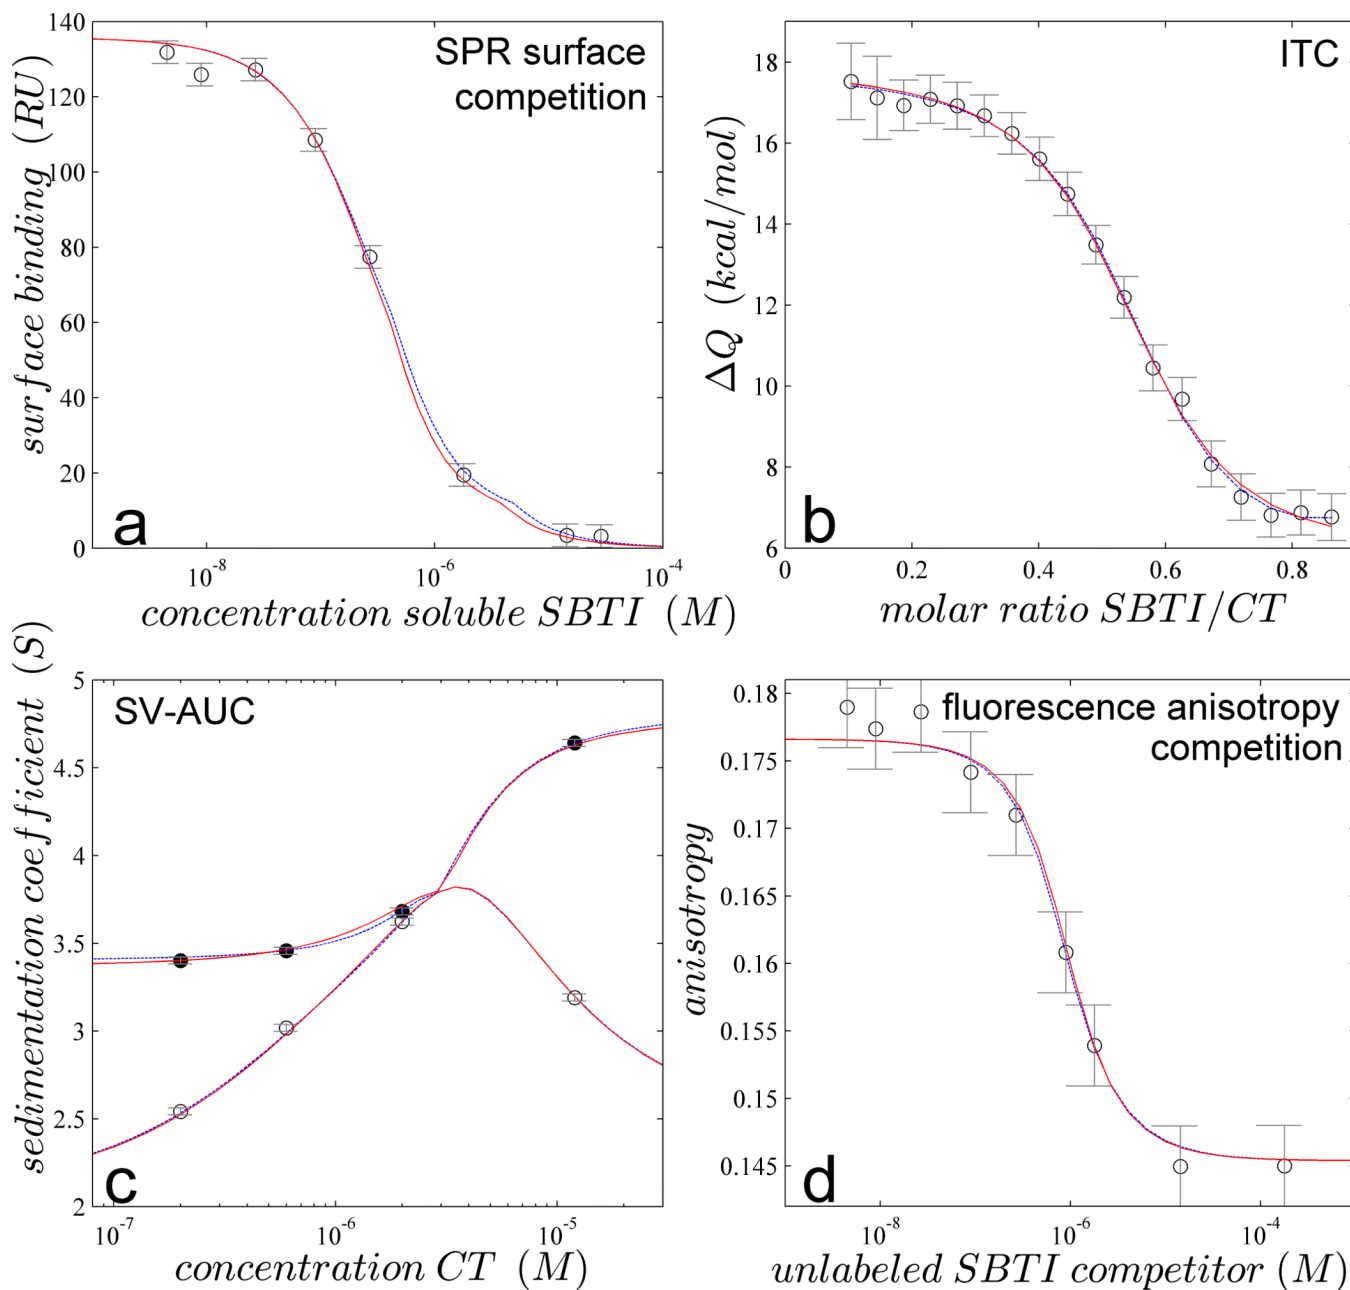 140
120
100
80
60
40
20
0
surface binding (RU)
SPR surface
competition
a
10-8
10-6
10-4
concentration soluble SBTI (M)
18
16
14
12
10
8
6
ΔQ (kcal/mol)
ITC
b
0
0.2
0.4
0.6
0.8
molar ratio SBTI/CT
5
4.5
4
3.5
3
2.5
2
sedimentation coefficient (S)
SV-AUC
c
10-7
10-6
10-5
concentration CT (M)
0.18
0.175
0.17
0.165
0.16
0.155
0.15
0.145
anisotropy
fluorescence anisotropy
competition
d
10-8
10-6
10-4
unlabeled SBTI competitor (M)